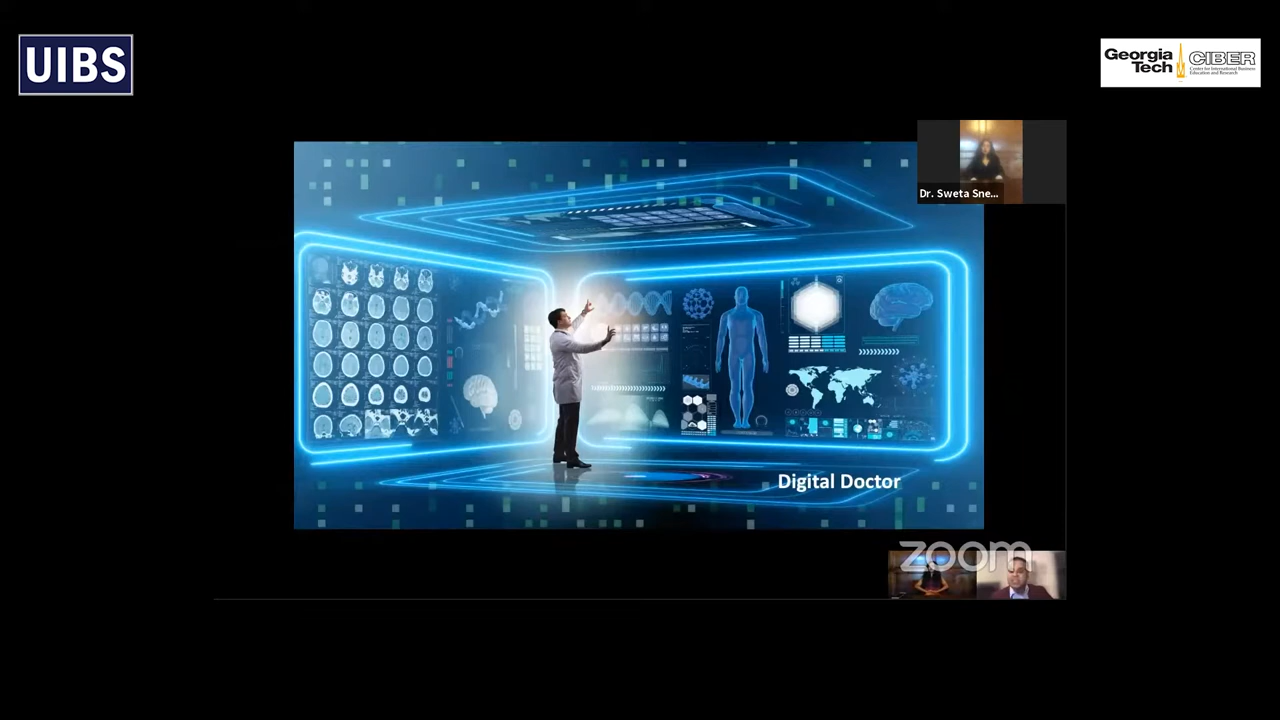 UIBS
Georgia
Tech
CIBER
Center for International Business
Education and Research
Dr. Sweta Sne...
Digital Doctor
zoom